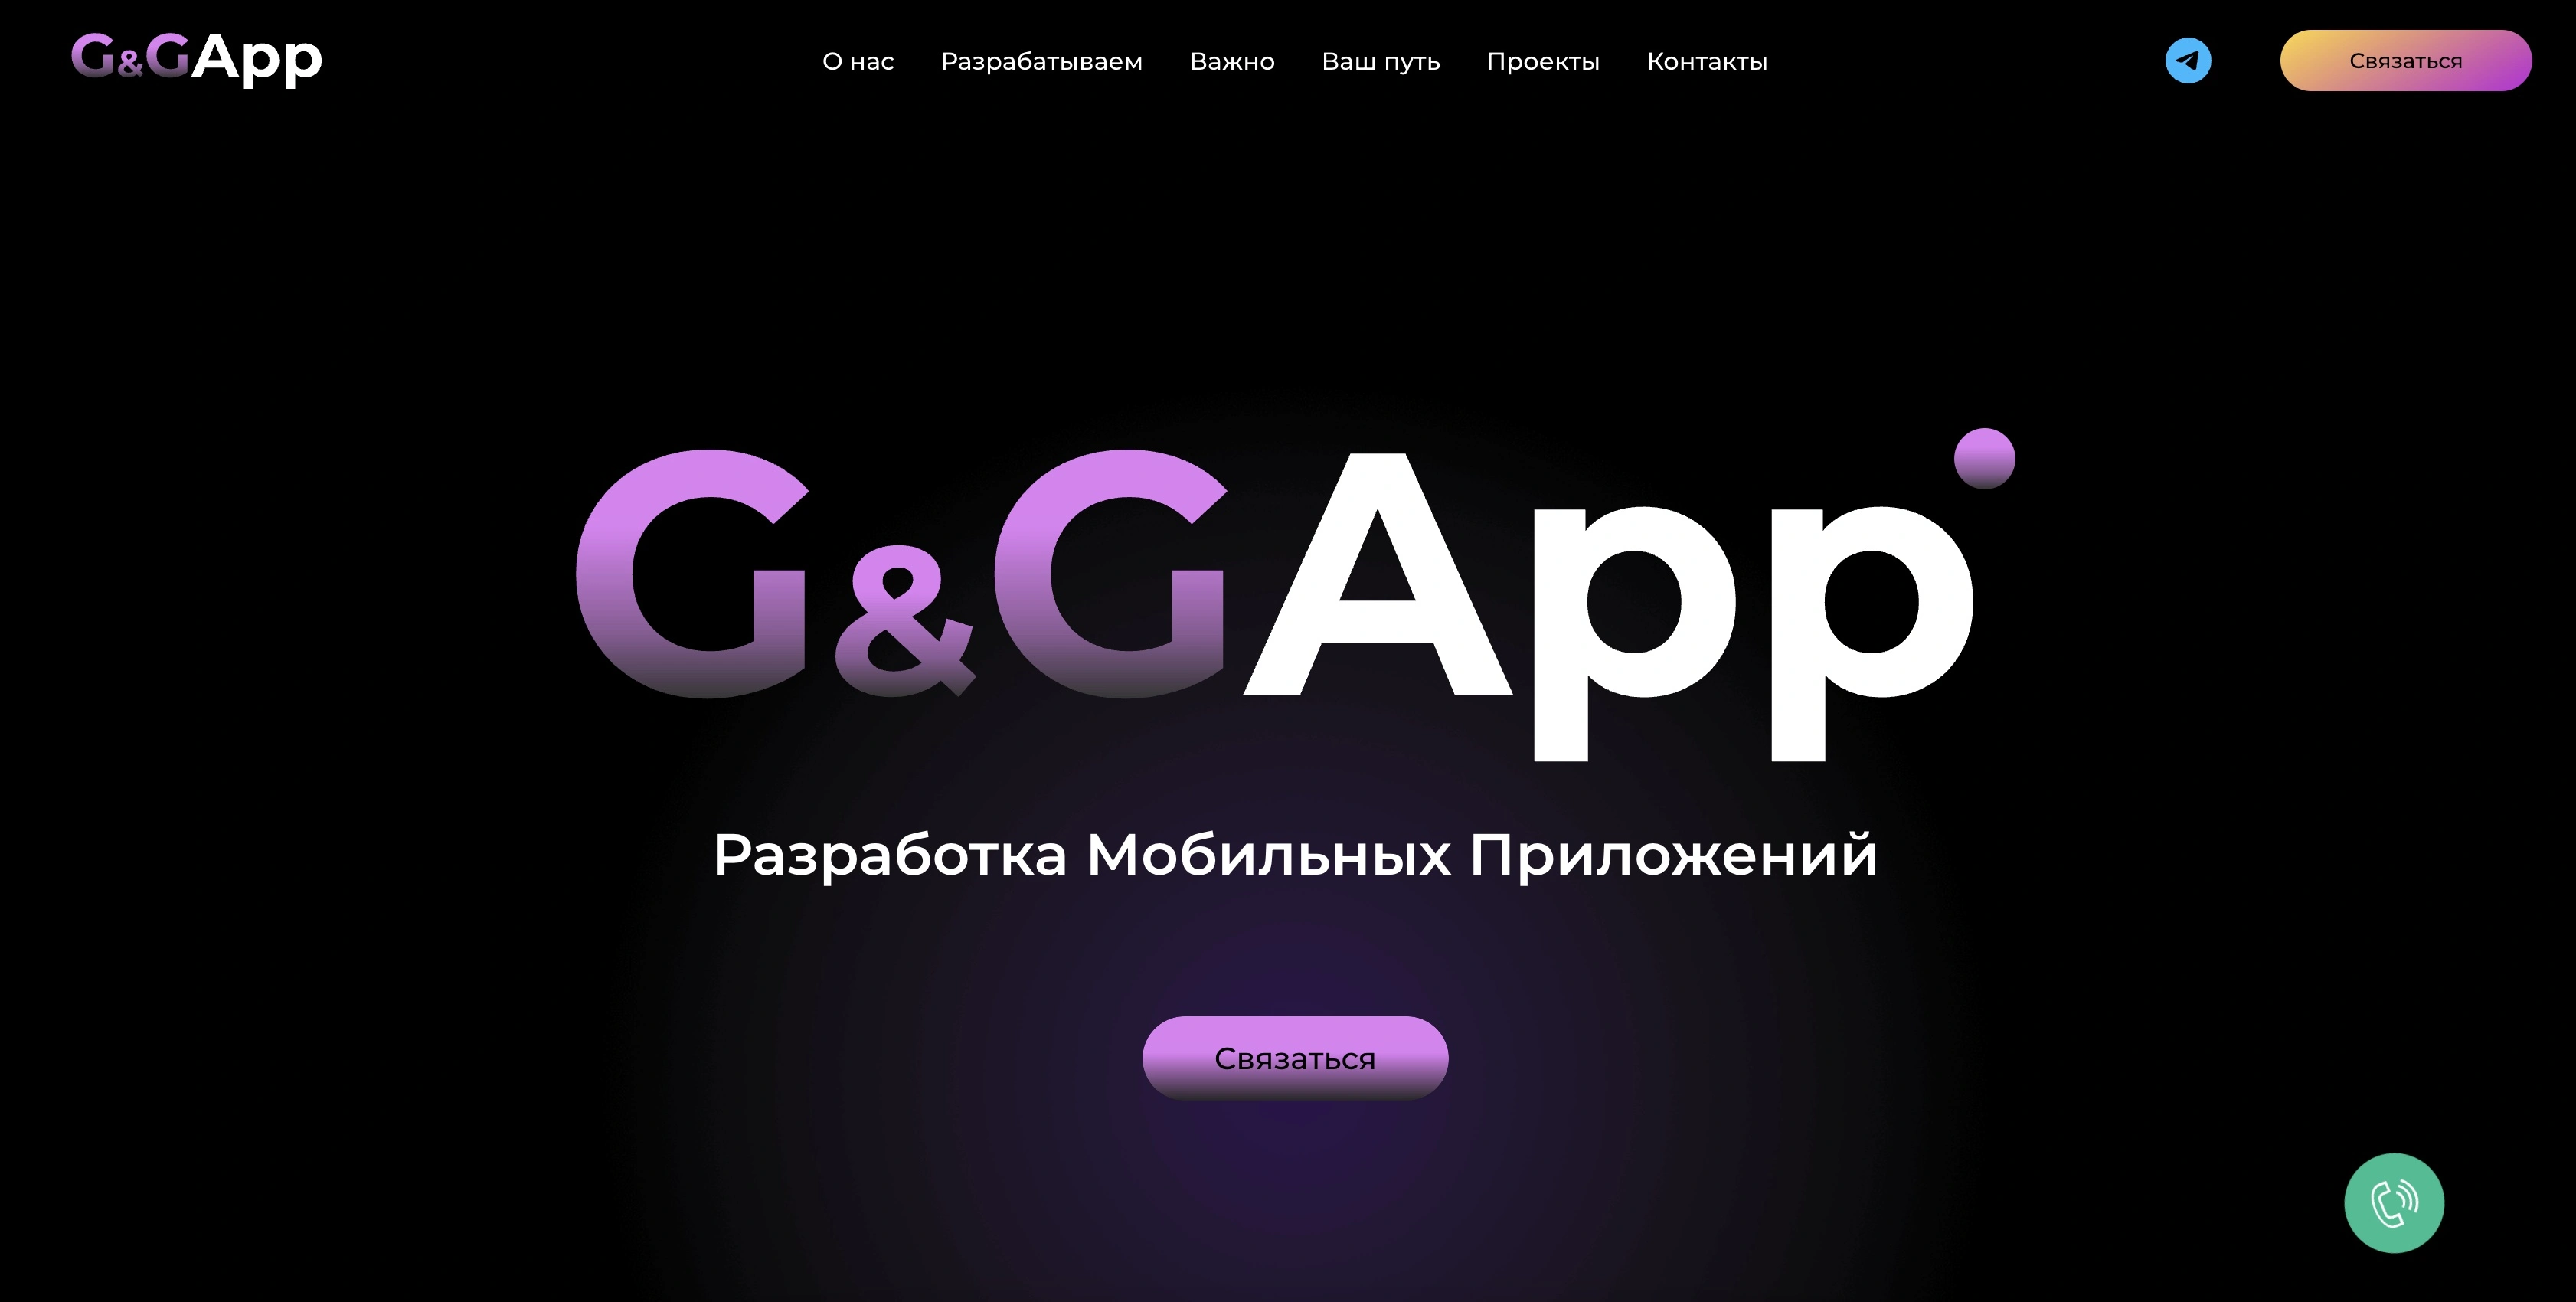 G&GApp
О нас Разрабатываем Важно Ваш путь Проекты Контакты
Связаться
G&GApp
Разработка Мобильных Приложений
Связаться